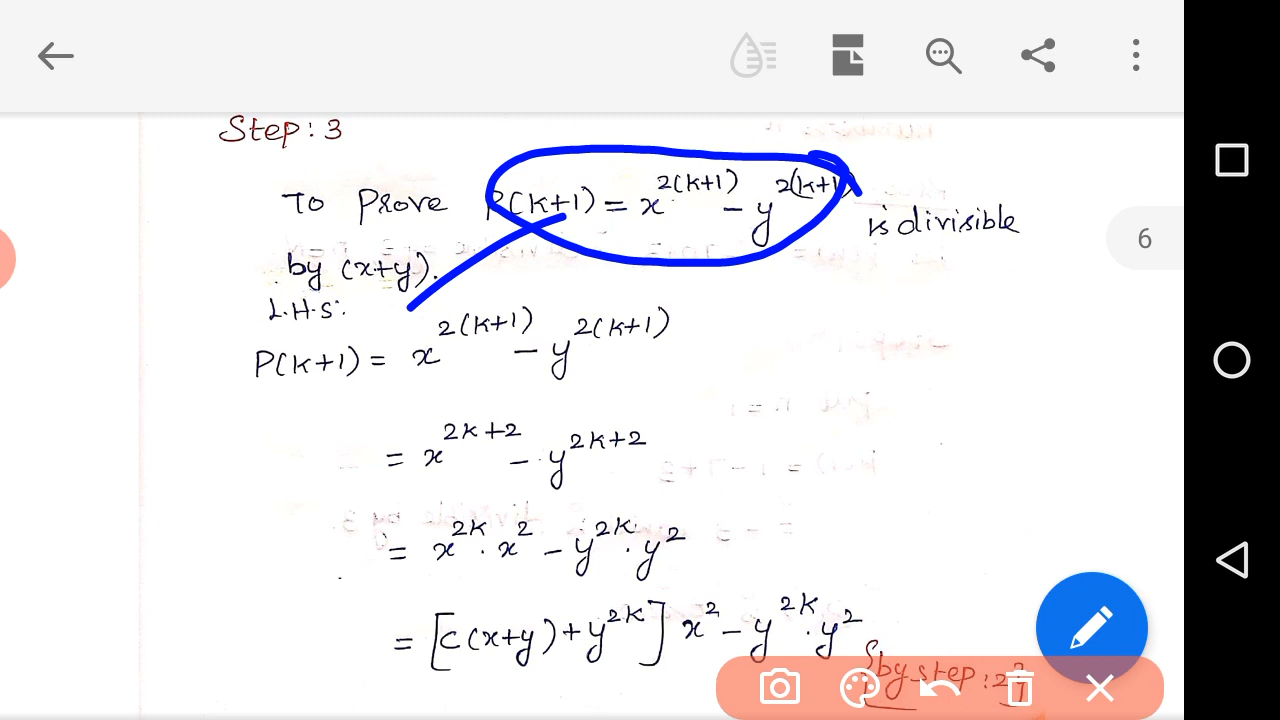 Step: 3
To Prove P(k+1) = x^{2(k+1)} - y^{2(k+1)} is divisible
by (x+y).
L.H.S:
P(k+1) = x^{2(k+1)} - y^{2(k+1)}
= x^{2k+2} - y^{2k+2}
= x^{2k} . x^2 - y^{2k} . y^2
= [c(x+y) + y^{2k}] x^2 - y^{2k} . y^2
{by step: 2}
6